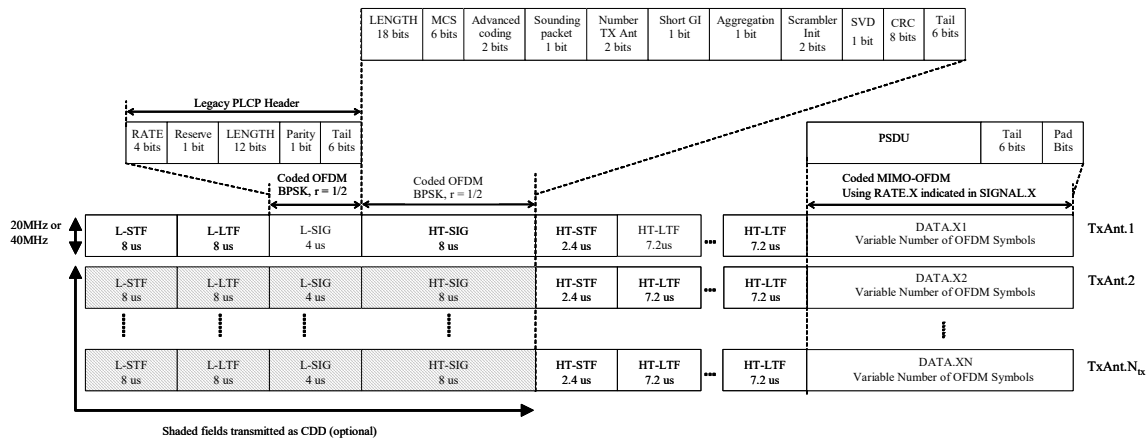 LENGTH MCS Advanced Sounding Number Short GI Aggregation Scrambler SVD CRC Tail
18 bits 6 bits coding packet TX Ant 1 bit 1 bit Init 1 bit 8 bits 6 bits
2 bits 1 bit 2 bits 2 bits
Legacy PLCP Header
RATE Reserve LENGTH Parity Tail
4 bits 1 bit 12 bits 1 bit 6 bits
PSDU Tail Pad
6 bits Bits
Coded OFDM Coded OFDM Coded MIMO-OFDM
BPSK, r = 1/2 BPSK, r = 1/2 Using RATE.X indicated in SIGNAL.X
20MHz or
40MHz
L-STF L-LTF L-SIG HT-SIG HT-STF HT-LTF ... HT-LTF DATA.X1 TxAnt.1
8 us 8 us 4 us 8 us 2.4 us 7.2us 7.2 us Variable Number of OFDM Symbols
L-STF L-LTF L-SIG HT-SIG HT-STF HT-LTF ... HT-LTF DATA.X2 TxAnt.2
8 us 8 us 4 us 8 us 2.4 us 7.2 us 7.2 us Variable Number of OFDM Symbols
L-STF L-LTF L-SIG HT-SIG HT-STF HT-LTF ... HT-LTF DATA.XN TxAnt.Ntx
8 us 8 us 4 us 8 us 2.4 us 7.2 us 7.2 us Variable Number of OFDM Symbols
Shaded fields transmitted as CDD (optional)